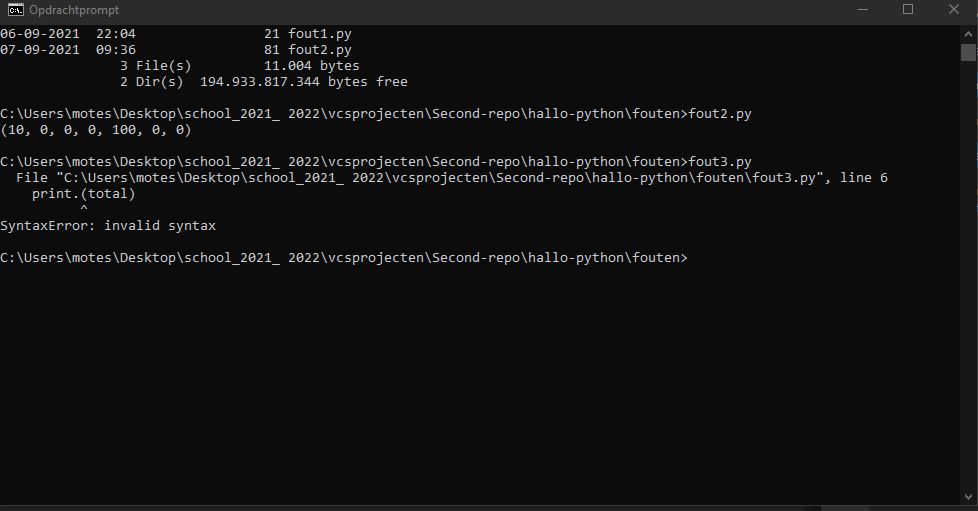 Opdrachtprompt
06-09-2021  22:04                21 fout1.py
07-09-2021  09:36                81 fout2.py
               3 File(s)         11.004 bytes
               2 Dir(s)  194.933.817.344 bytes free
C:\Users\motes\Desktop\school_2021_ 2022\vcsprojecten\Second-repo\hallo-python\fouten>fout2.py
(10, 0, 0, 0, 100, 0, 0)
C:\Users\motes\Desktop\school_2021_ 2022\vcsprojecten\Second-repo\hallo-python\fouten>fout3.py
  File "C:\Users\motes\Desktop\school_2021_ 2022\vcsprojecten\Second-repo\hallo-python\fouten\fout3.py", line 6
    print.(total)
          ^
SyntaxError: invalid syntax
C:\Users\motes\Desktop\school_2021_ 2022\vcsprojecten\Second-repo\hallo-python\fouten>